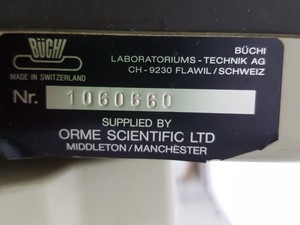 BÜCHI
BÜCHI
LABORATORIUMS - TECHNIK AG
MADE IN SWITZERLAND
CH - 9230 FLAWIL/SCHWEIZ
Nr. 1060660
SUPPLIED BY
ORME SCIENTIFIC LTD
MIDDLETON/MANCHESTER